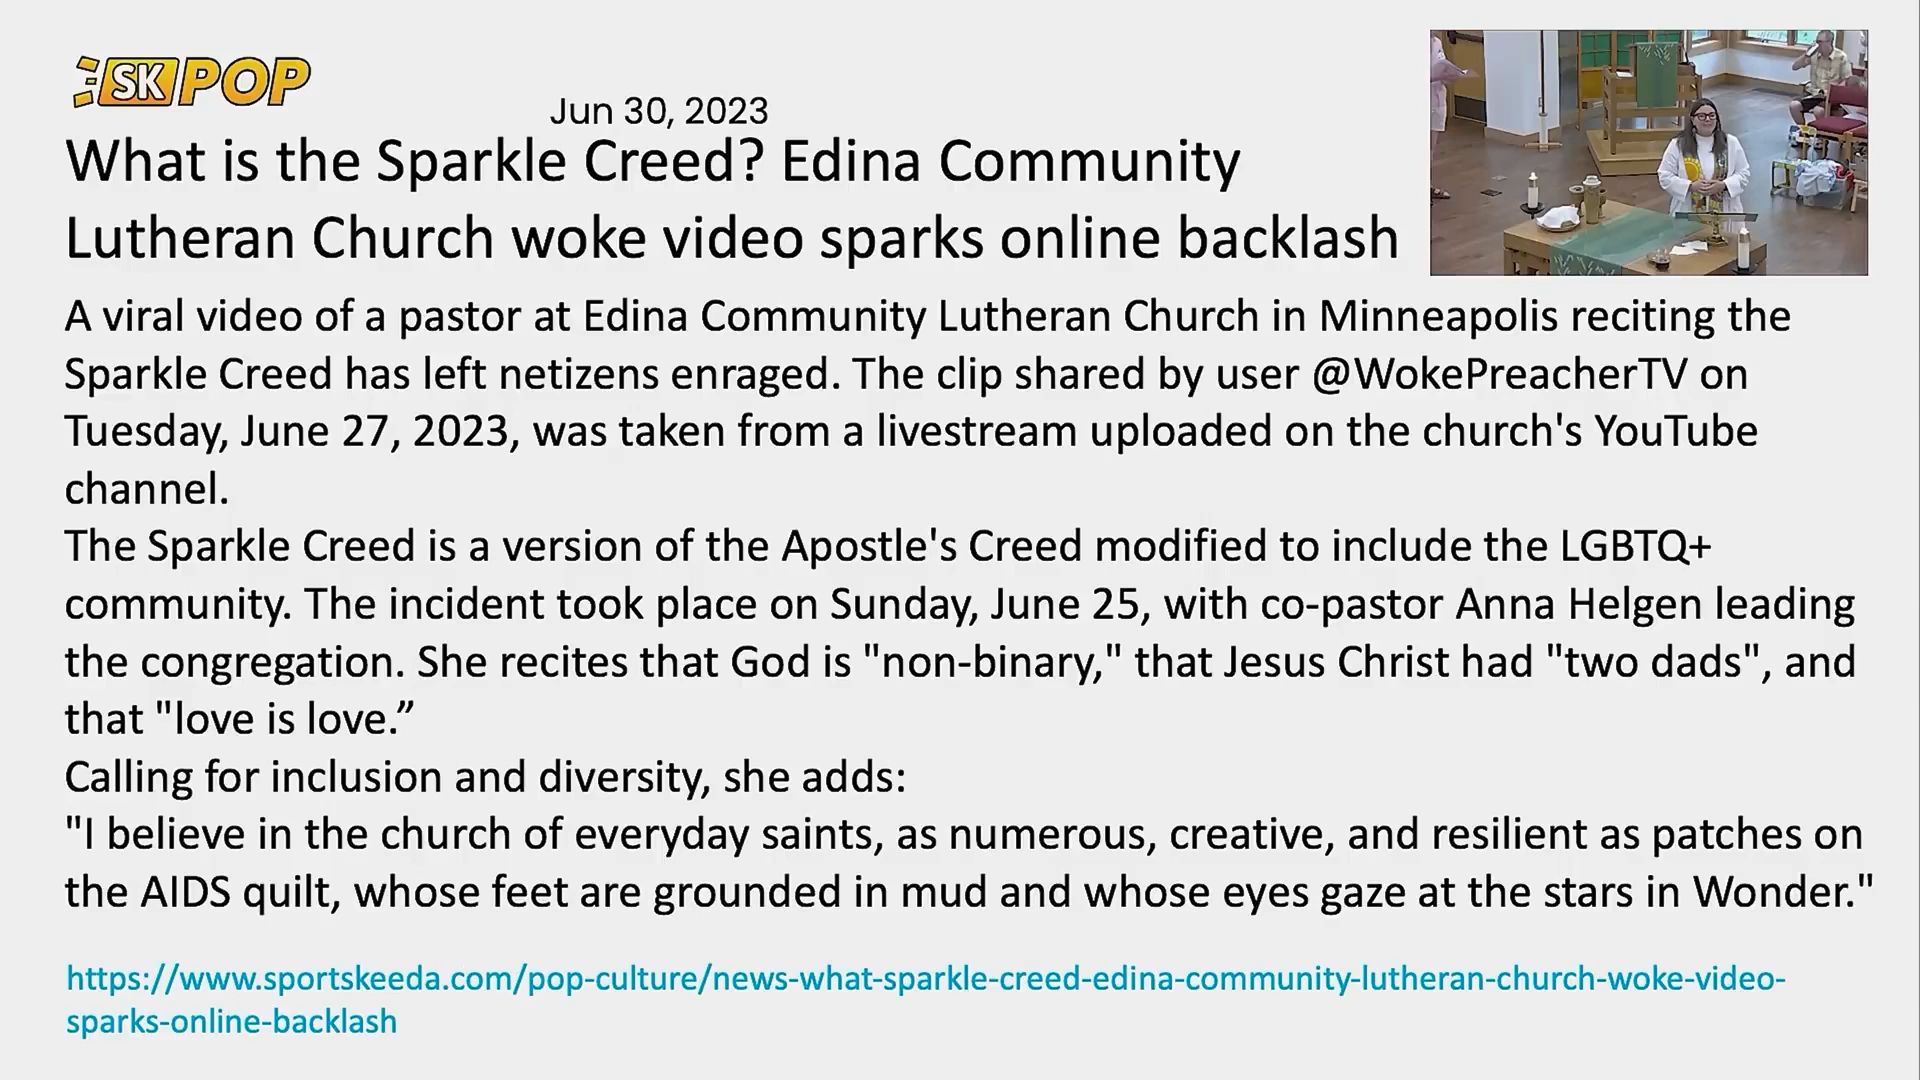 SK POP
Jun 30, 2023
What is the Sparkle Creed? Edina Community
Lutheran Church woke video sparks online backlash
A viral video of a pastor at Edina Community Lutheran Church in Minneapolis reciting the
Sparkle Creed has left netizens enraged. The clip shared by user @WokePreacherTV on
Tuesday, June 27, 2023, was taken from a livestream uploaded on the church's YouTube
channel.
The Sparkle Creed is a version of the Apostle's Creed modified to include the LGBTQ+
community. The incident took place on Sunday, June 25, with co-pastor Anna Helgen leading
the congregation. She recites that God is "non-binary," that Jesus Christ had "two dads", and
that "love is love.”
Calling for inclusion and diversity, she adds:
"I believe in the church of everyday saints, as numerous, creative, and resilient as patches on
the AIDS quilt, whose feet are grounded in mud and whose eyes gaze at the stars in Wonder."
https://www.sportskeeda.com/pop-culture/news-what-sparkle-creed-edina-community-lutheran-church-woke-video-
sparks-online-backlash